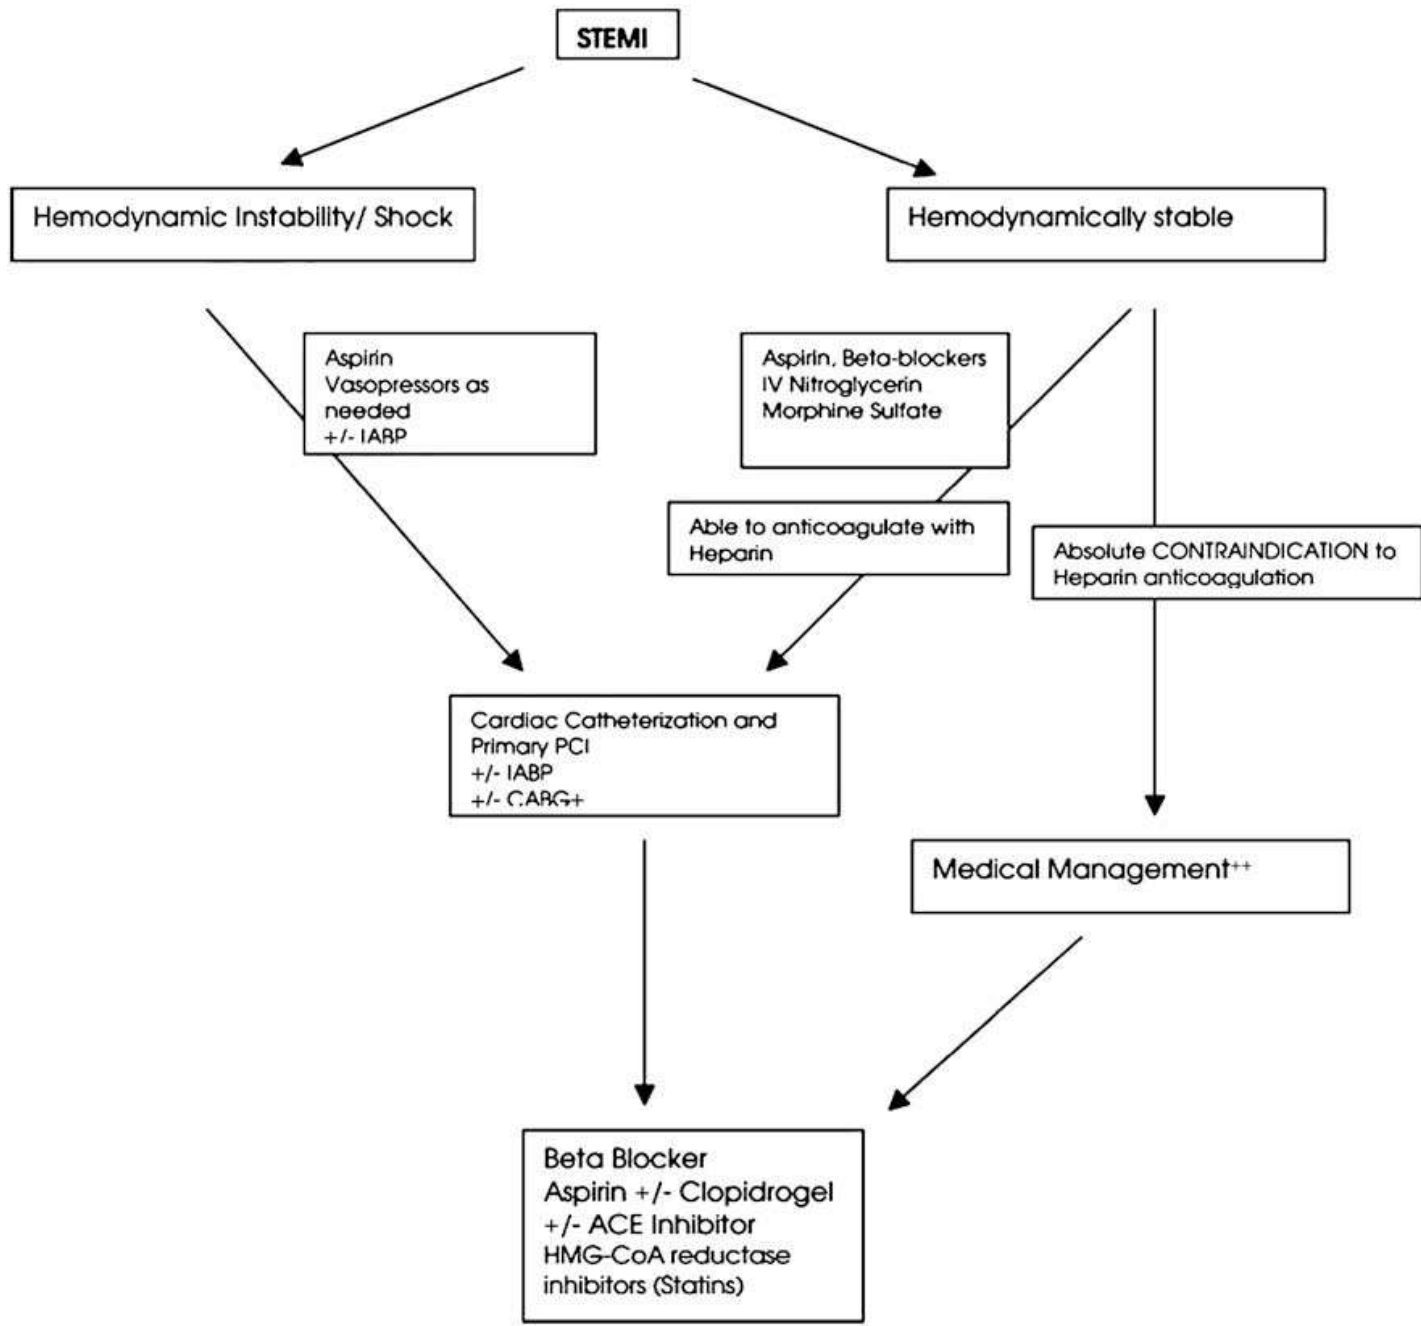 STEMI
Hemodynamic Instability/ Shock
Hemodynamically stable
Aspirin
Vasopressors as
needed
+/- IABP
Aspirin, Beta-blockers
IV Nitroglycerin
Morphine Sulfate
Able to anticoagulate with
Heparin
Absolute CONTRAINDICATION to
Heparin anticoagulation
Cardiac Catheterization and
Primary PCI
+/- IABP
+/- CABG+
Medical Management++
Beta Blocker
Aspirin +/- Clopidrogel
+/- ACE Inhibitor
HMG-CoA reductase
inhibitors (Statins)